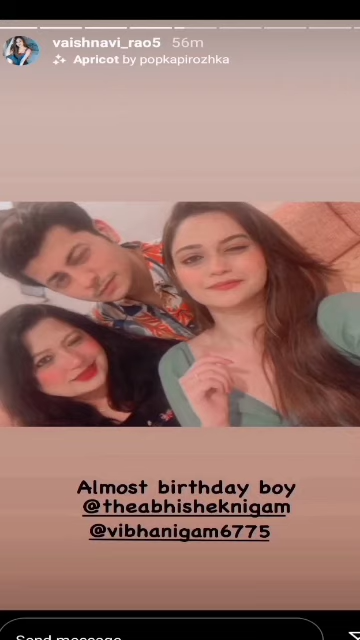 vaishnavi_rao5 56m
Apricot by popkapirozhka
Almost birthday boy
@theabhisheknigam
@vibhanigam6775
Send message